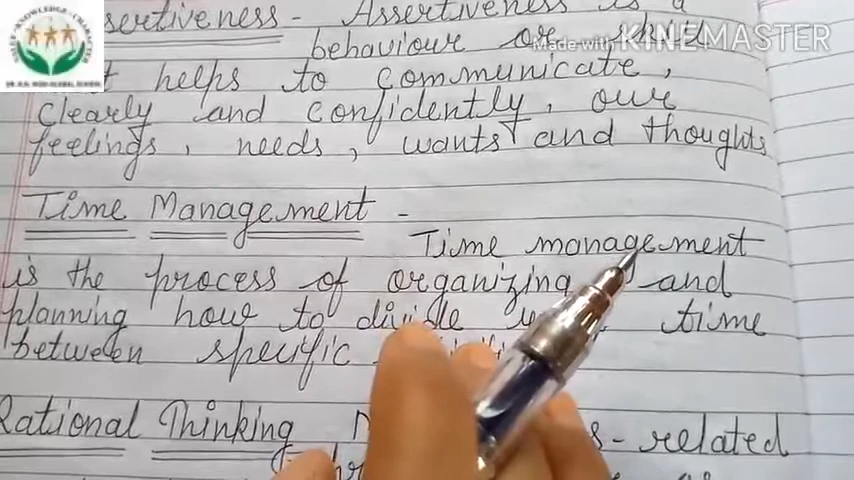 Assertiveness - Assertiveness is a
behaviour or skill
Made with KINEMASTER
helps to communicate,
clearly and confidently, our
feelings, needs, wants and thoughts
Time Management -
Time management
is the process of organizing and
planning how to divide time
between specific
Rational Thinking
-related